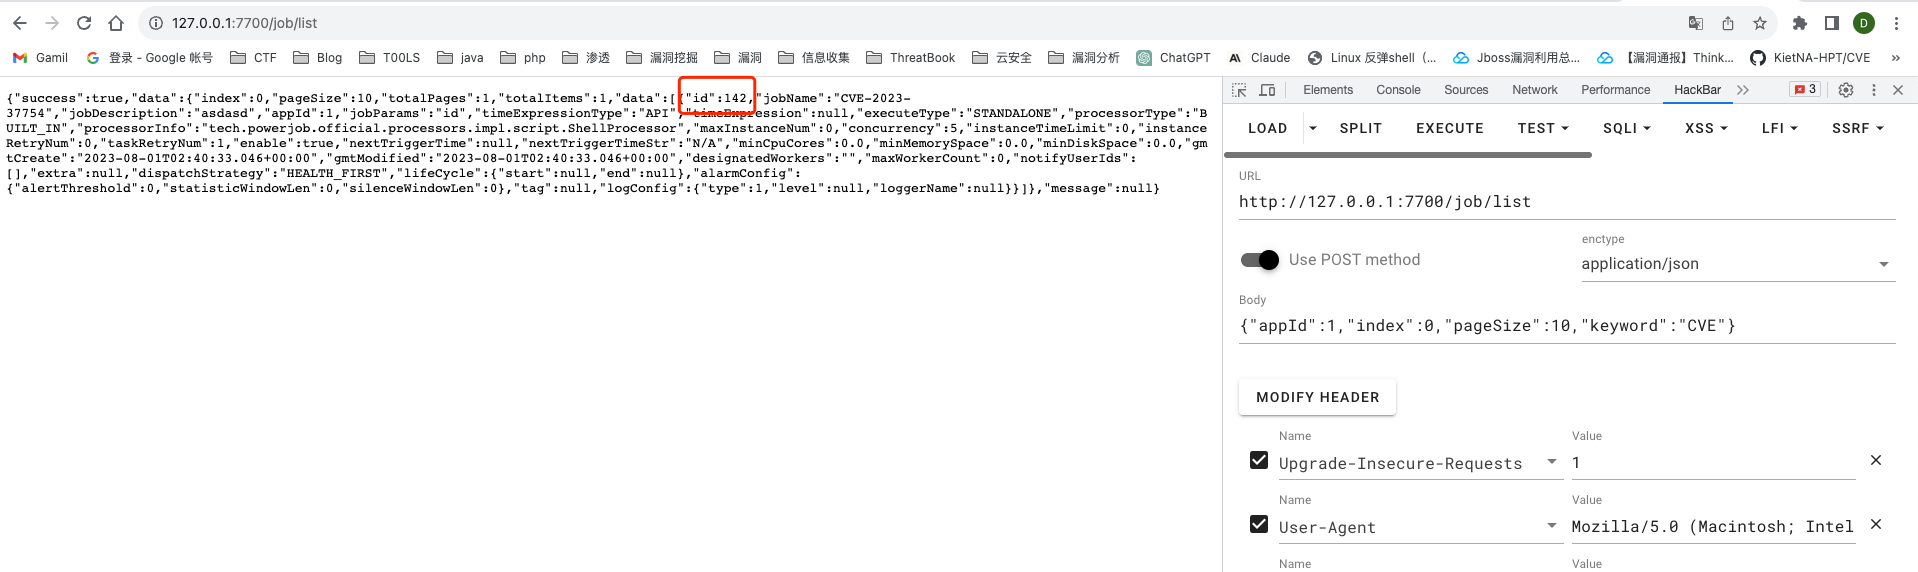 127.0.0.1:7700/job/list
D
Gamil
登录 - Google 帐号
CTF
Blog
T00LS
java
php
渗透
漏洞挖掘
漏洞
信息收集
ThreatBook
云安全
漏洞分析
ChatGPT
Claude
Linux 反弹shell（...
Jboss漏洞利用总...
【漏洞通报】Think...
KietNA-HPT/CVE
»
{"success":true,"data":{"index":0,"pageSize":10,"totalPages":1,"totalItems":1,"data":[{"id":142,"jobName":"CVE-2023-
37754","jobDescription":"asdasd","appId":1,"jobParams":"id","timeExpressionType":"API","timeExpression":null,"executeType":"STANDALONE","processorType":"B
UILT_IN","processorInfo":"tech.powerjob.official.processors.impl.script.ShellProcessor","maxInstanceNum":0,"concurrency":5,"instanceTimeLimit":0,"instance
RetryNum":0,"taskRetryNum":1,"enable":true,"nextTriggerTime":null,"nextTriggerTimeStr":"N/A","minCpuCores":0.0,"minMemorySpace":0.0,"minDiskSpace":0.0,"gm
tCreate":"2023-08-01T02:40:33.046+00:00","gmtModified":"2023-08-01T02:40:33.046+00:00","designatedWorkers":"","maxWorkerCount":0,"notifyUserIds":
[],"extra":null,"dispatchStrategy":"HEALTH_FIRST","lifeCycle":{"start":null,"end":null},"alarmConfig":
{"alertThreshold":0,"statisticWindowLen":0,"silenceWindowLen":0},"tag":null,"logConfig":{"type":1,"level":null,"loggerName":null}}]},"message":null}
Elements
Console
Sources
Network
Performance
HackBar
3
LOAD
SPLIT
EXECUTE
TEST
SQLI
XSS
LFI
SSRF
URL
http://127.0.0.1:7700/job/list
Use POST method
enctype
application/json
Body
{"appId":1,"index":0,"pageSize":10,"keyword":"CVE"}
MODIFY HEADER
Name
Value
Upgrade-Insecure-Requests
1
Name
Value
User-Agent
Mozilla/5.0 (Macintosh; Intel
Name
Value